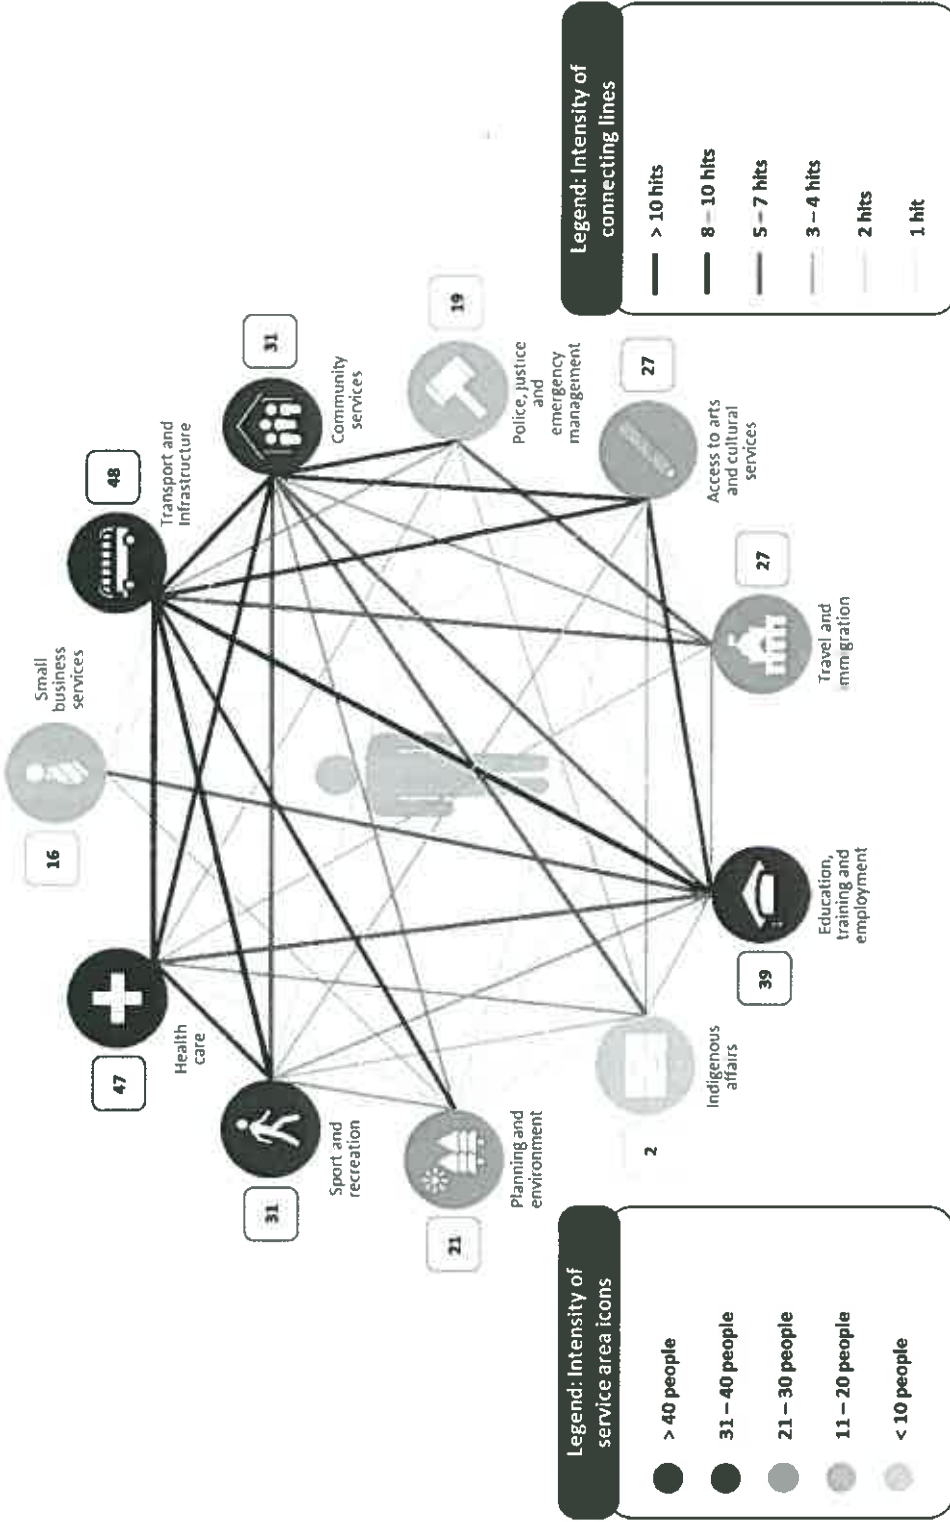 Small
business
services
16
48
Transport and
Infrastructure
47
Health
care
31
Community
services
31
Sport and
recreation
19
Police, justice
and
emergency
management
21
Planning and
environment
27
Access to arts
and cultural
services
2
Indigenous
affairs
27
Travel and
immigration
39
Education,
training and
employment
Legend: Intensity of
service area icons
> 40 people
31 – 40 people
21 – 30 people
11 – 20 people
< 10 people
Legend: Intensity of
connecting lines
> 10 hits
8 – 10 hits
5 – 7 hits
3 – 4 hits
2 hits
1 hit